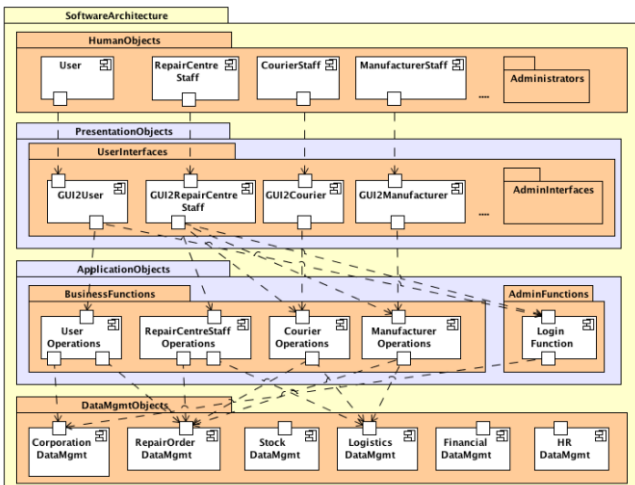 SoftwareArchitecture
HumanObjects
User
RepairCentre
Staff
CourierStaff
ManufacturerStaff
....
Administrators
PresentationObjects
UserInterfaces
GUI2User
GUI2RepairCentre
Staff
GUI2Courier
GUI2Manufacturer
....
AdminInterfaces
ApplicationObjects
BusinessFunctions
AdminFunctions
User
Operations
RepairCentreStaff
Operations
Courier
Operations
Manufacturer
Operations
Login
Function
DataMgmtObjects
Corporation
DataMgmt
RepairOrder
DataMgmt
Stock
DataMgmt
Logistics
DataMgmt
Financial
DataMgmt
HR
DataMgmt